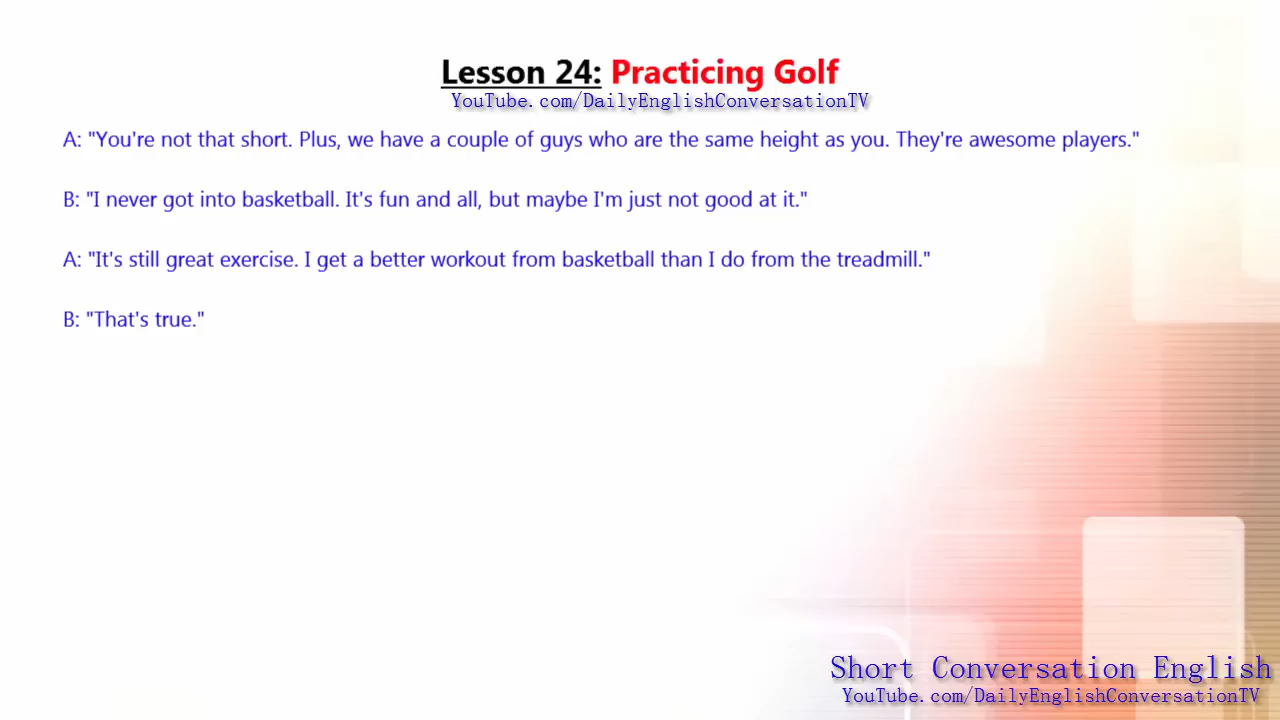 Lesson 24: Practicing Golf
YouTube.com/DailyEnglishConversationTV
A: "You're not that short. Plus, we have a couple of guys who are the same height as you. They're awesome players."
B: "I never got into basketball. It's fun and all, but maybe I'm just not good at it."
A: "It's still great exercise. I get a better workout from basketball than I do from the treadmill."
B: "That's true."
Short Conversation English
YouTube.com/DailyEnglishConversationTV